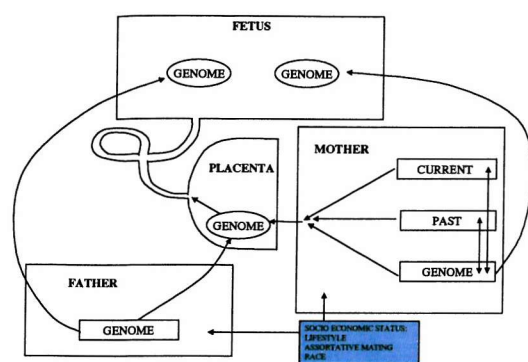 FETUS
GENOME
GENOME
PLACENTA
GENOME
MOTHER
CURRENT
PAST
GENOME
FATHER
GENOME
SOCIO ECONOMIC STATUS:
LIFESTYLE
ASSORTATIVE MATING
RACE